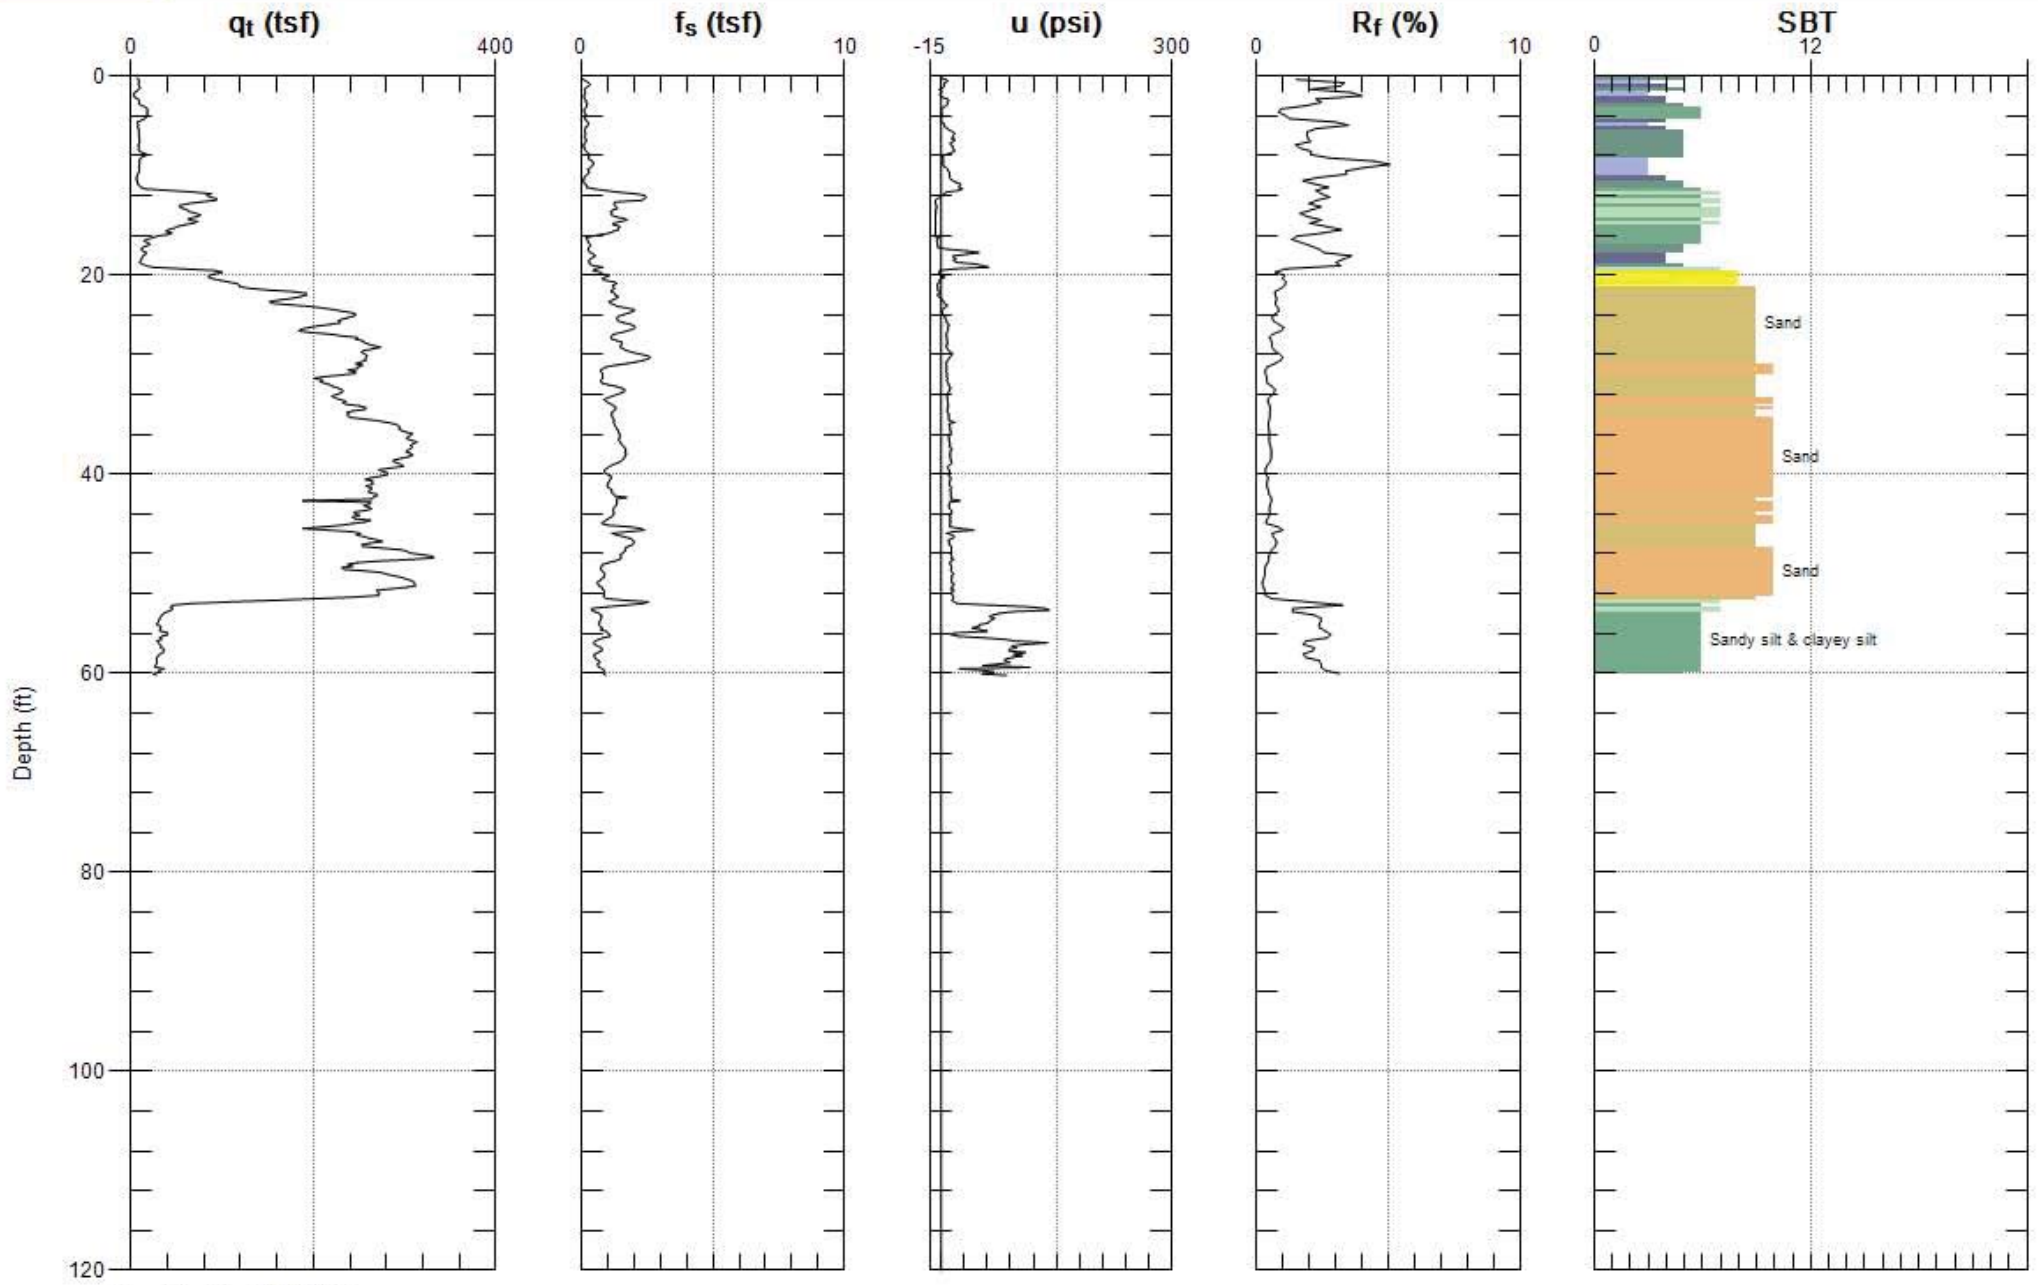 qt (tsf) fs (tsf) u (psi) Rf (%) SBT
0 400 0 10 -15 300 0 10 0 12
0
20
Sand
Sand
40
Sand
Sandy silt & clayey silt
60
Depth (ft)
80
100
120